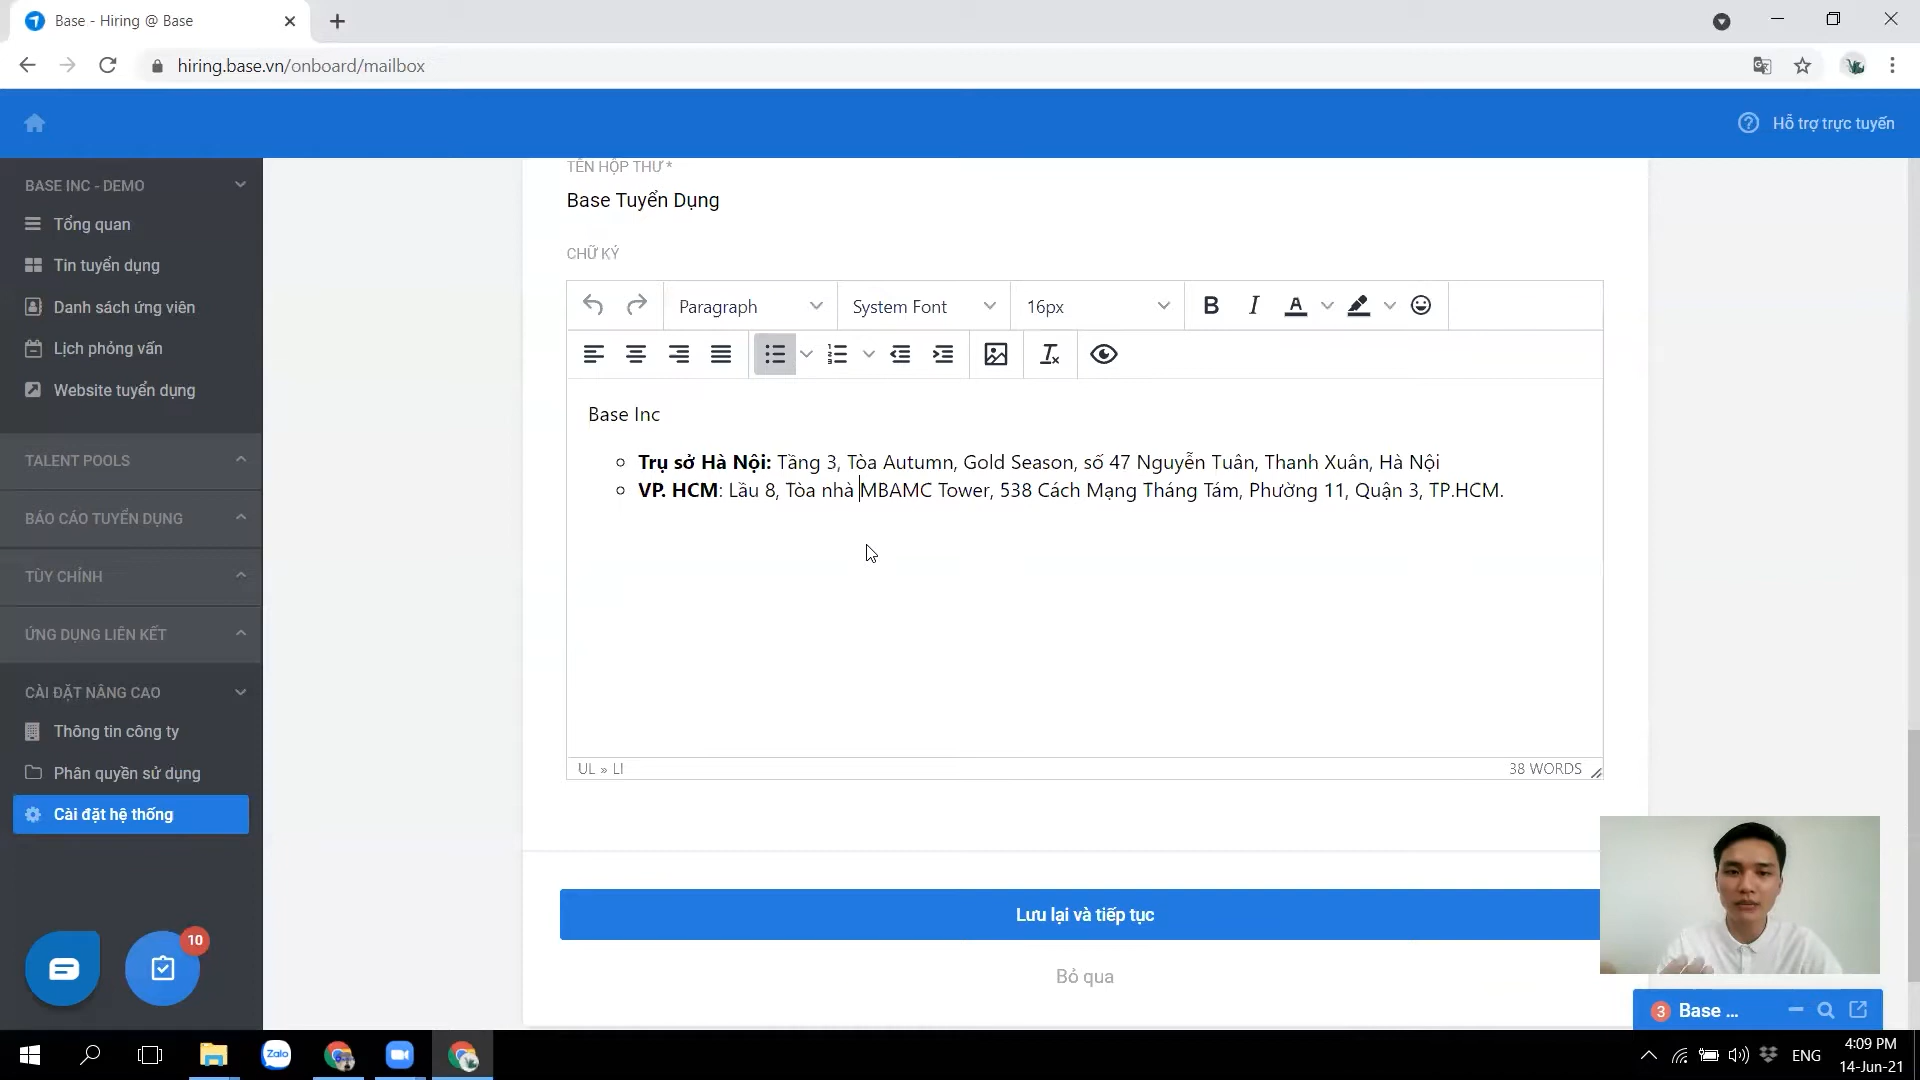 Base - Hiring @ Base
hiring.base.vn/onboard/mailbox
Hỗ trợ trực tuyến
BASE INC - DEMO
Tổng quan
Tin tuyển dụng
Danh sách ứng viên
Lịch phỏng vấn
Website tuyển dụng
TALENT POOLS
BÁO CÁO TUYỂN DỤNG
TÙY CHỈNH
ỨNG DỤNG LIÊN KẾT
CÀI ĐẶT NÂNG CAO
Thông tin công ty
Phân quyền sử dụng
Cài đặt hệ thống
10
TÊN HỘP THƯ *
Base Tuyển Dụng
CHỮ KÝ
Paragraph System Font 16px B I A
Base Inc
Trụ sở Hà Nội: Tầng 3, Tòa Autumn, Gold Season, số 47 Nguyễn Tuân, Thanh Xuân, Hà Nội
VP. HCM: Lầu 8, Tòa nhà MBAMC Tower, 538 Cách Mạng Tháng Tám, Phường 11, Quận 3, TP.HCM.
UL » LI 38 WORDS
Lưu lại và tiếp tục
Bỏ qua
3 Base ...
Zalo
ENG
4:09 PM
14-Jun-21